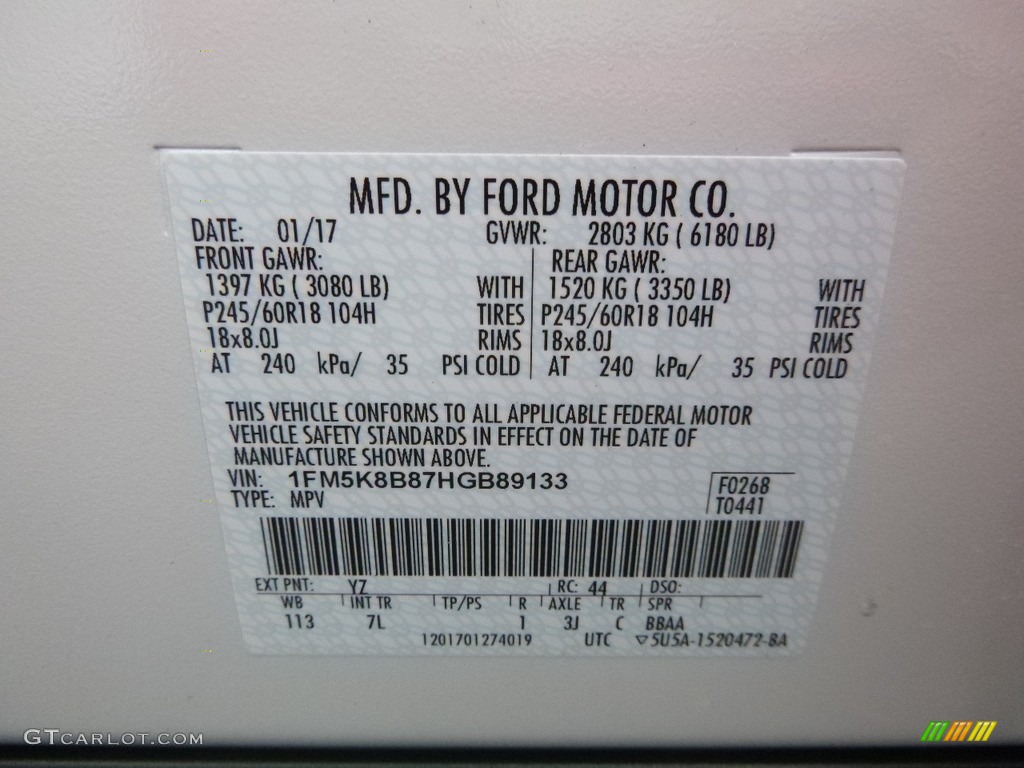 MFD. BY FORD MOTOR CO.
DATE: 01/17 GVWR: 2803 KG ( 6180 LB)
FRONT GAWR: REAR GAWR:
1397 KG ( 3080 LB) WITH 1520 KG ( 3350 LB) WITH
P245/60R18 104H TIRES P245/60R18 104H TIRES
18x8.0J RIMS 18x8.0J RIMS
AT 240 kPa/ 35 PSI COLD AT 240 kPa/ 35 PSI COLD
THIS VEHICLE CONFORMS TO ALL APPLICABLE FEDERAL MOTOR
VEHICLE SAFETY STANDARDS IN EFFECT ON THE DATE OF
MANUFACTURE SHOWN ABOVE.
VIN: 1FM5K8B87HGB89133 F0268
TYPE: MPV T0441
EXT PNT: YZ RC: 44 DSO:
WB INT TR TP/PS R AXLE TR SPR
113 7L 1 3J C BBAA
1201701274019 UTC ▽5U5A-1520472-BA
GTCARLOT.COM